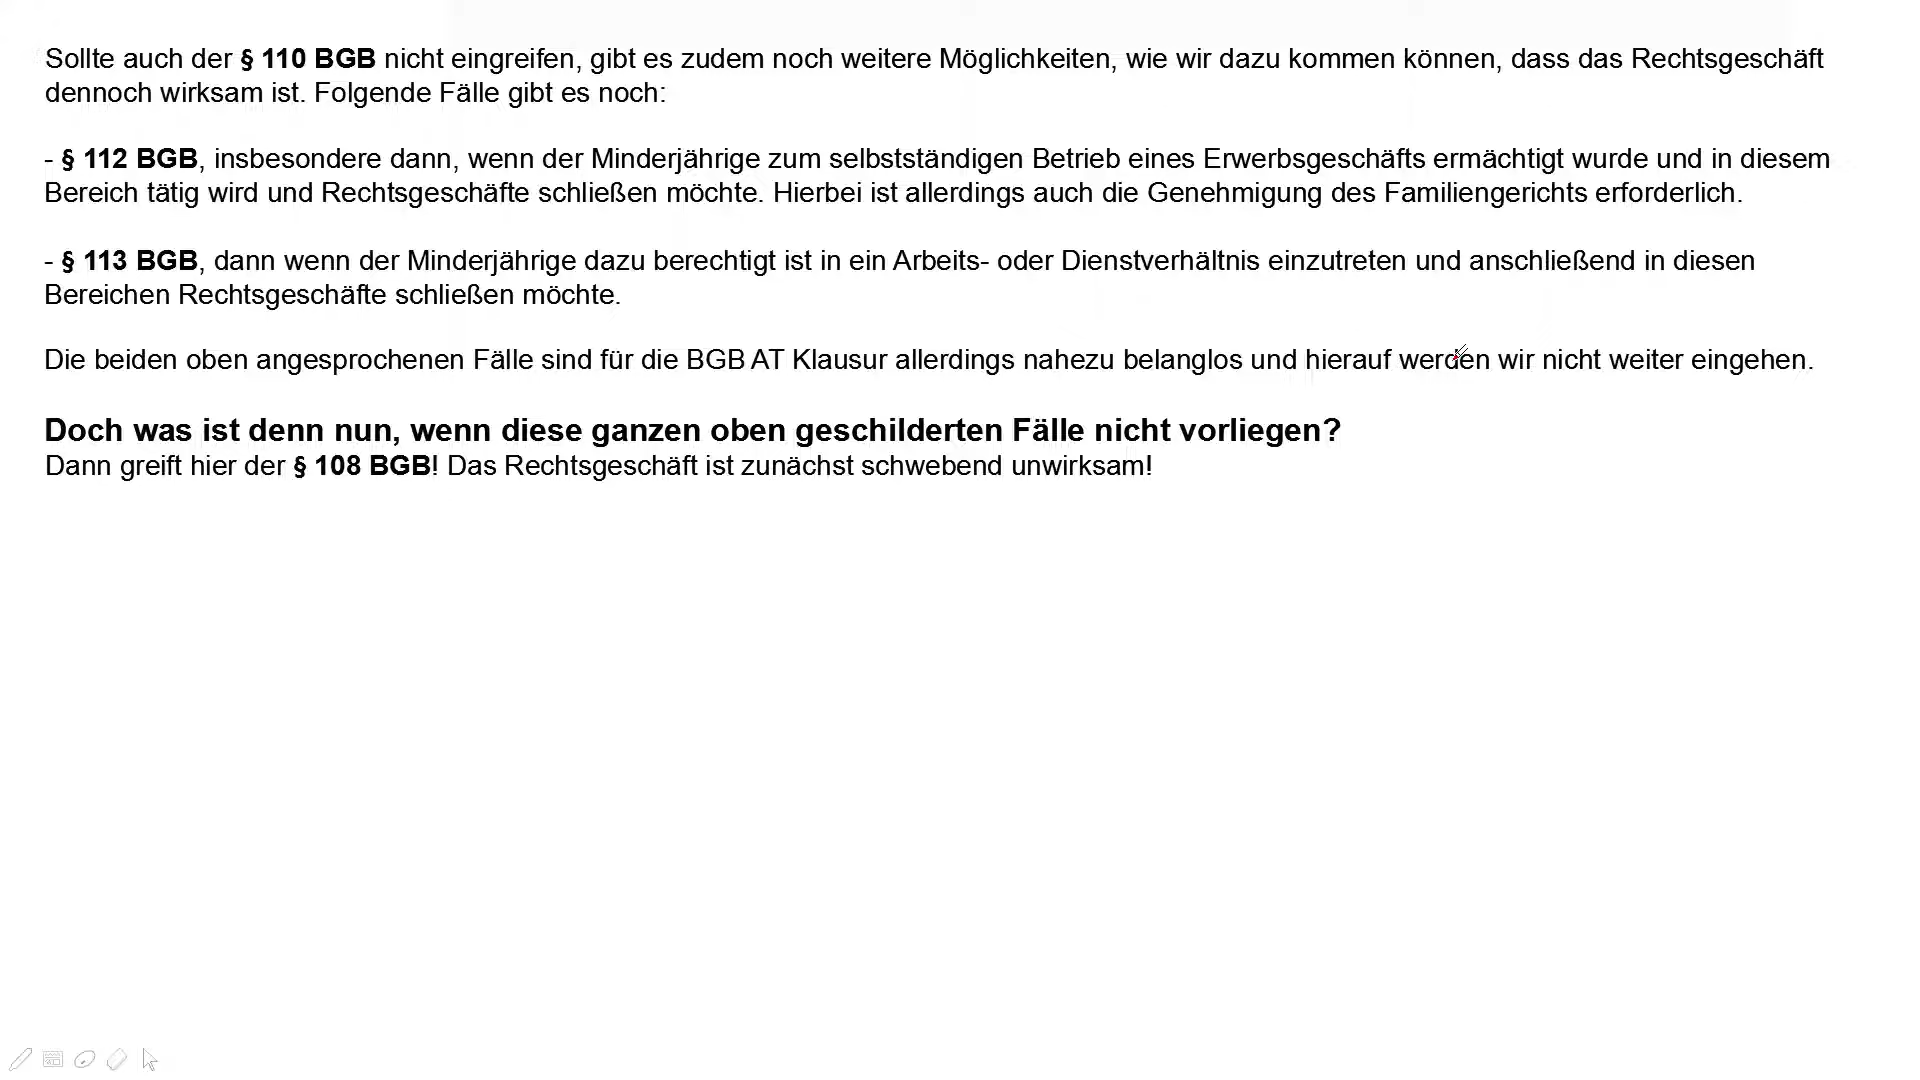 Sollte auch der § 110 BGB nicht eingreifen, gibt es zudem noch weitere Möglichkeiten, wie wir dazu kommen können, dass das Rechtsgeschäft
dennoch wirksam ist. Folgende Fälle gibt es noch:
- § 112 BGB, insbesondere dann, wenn der Minderjährige zum selbstständigen Betrieb eines Erwerbsgeschäfts ermächtigt wurde und in diesem
Bereich tätig wird und Rechtsgeschäfte schließen möchte. Hierbei ist allerdings auch die Genehmigung des Familiengerichts erforderlich.
- § 113 BGB, dann wenn der Minderjährige dazu berechtigt ist in ein Arbeits- oder Dienstverhältnis einzutreten und anschließend in diesen
Bereichen Rechtsgeschäfte schließen möchte.
Die beiden oben angesprochenen Fälle sind für die BGB AT Klausur allerdings nahezu belanglos und hierauf werden wir nicht weiter eingehen.
Doch was ist denn nun, wenn diese ganzen oben geschilderten Fälle nicht vorliegen?
Dann greift hier der § 108 BGB! Das Rechtsgeschäft ist zunächst schwebend unwirksam!